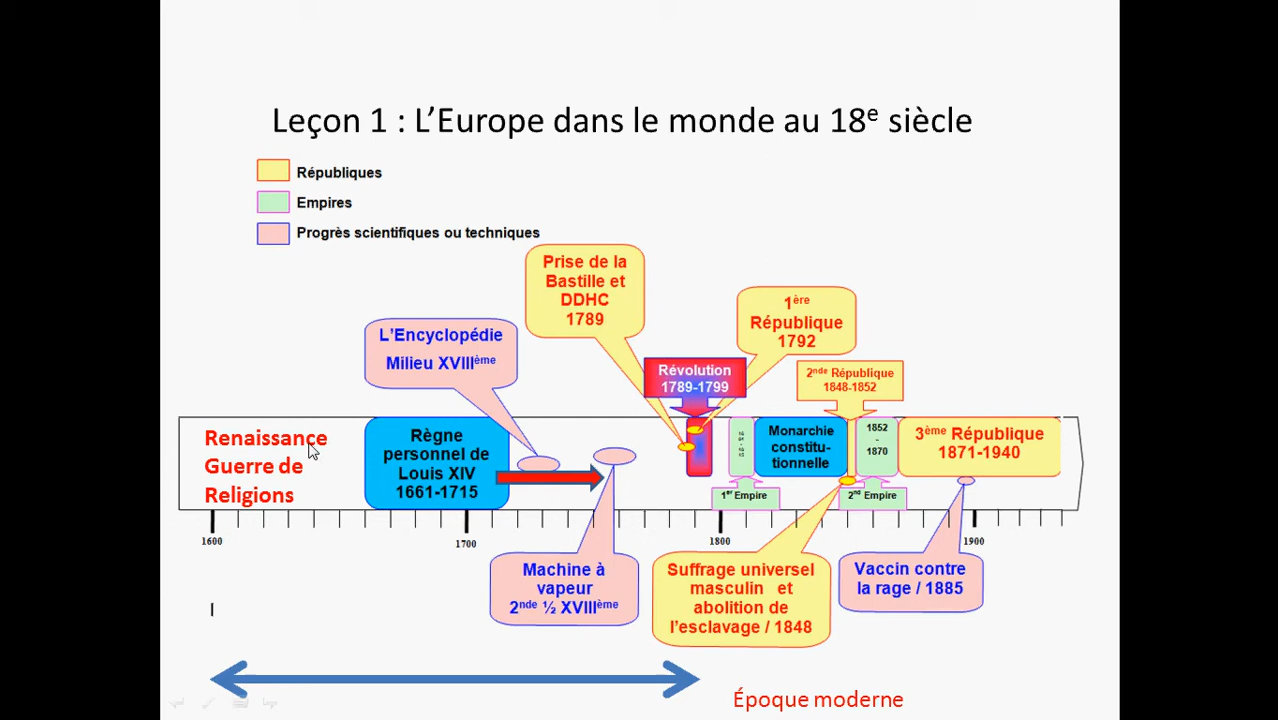 Leçon 1 : L'Europe dans le monde au 18e siècle
Républiques
Empires
Progrès scientifiques ou techniques
Prise de la
Bastille et
DDHC
1789
1ère
République
1792
L'Encyclopédie
Milieu XVIIIème
Révolution
1789-1799
2nde République
1848-1852
Renaissance
Guerre de
Religions
Règne
personnel de
Louis XIV
1661-1715
Monarchie
constitu-
tionnelle
1852
-
1870
3ème République
1871-1940
1er Empire
2nd Empire
1600
1700
1800
1900
Machine à
vapeur
2nde ½ XVIIIème
Suffrage universel
masculin et
abolition de
l'esclavage / 1848
Vaccin contre
la rage / 1885
Époque moderne